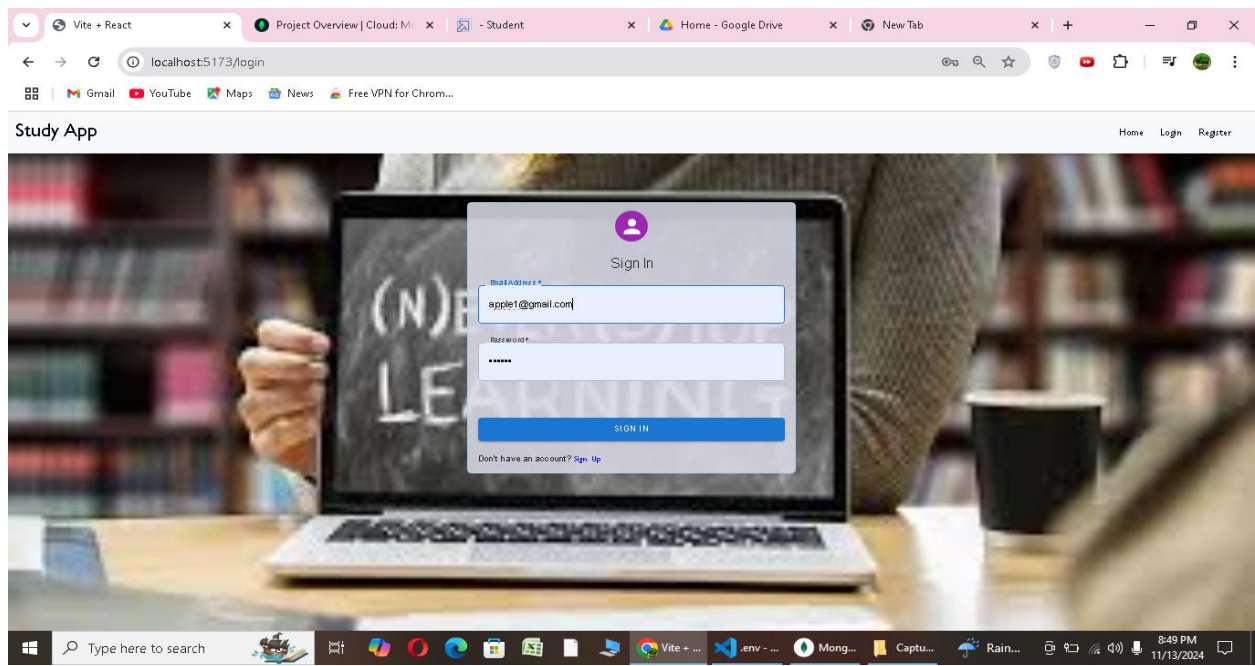 Vite + React
Project Overview | Cloud: M
- Student
Home - Google Drive
New Tab
localhost:5173/login
Gmail
YouTube
Maps
News
Free VPN for Chrom...
Study App
Home
Login
Register
(N)E
LEARNING
Sign In
Email Address *
apple1@gmail.com
Password *
SIGN IN
Don't have an account? Sign Up
Type here to search
Vite + ...
.env - ...
Mong...
Captu...
Rain...
8:49 PM
11/13/2024